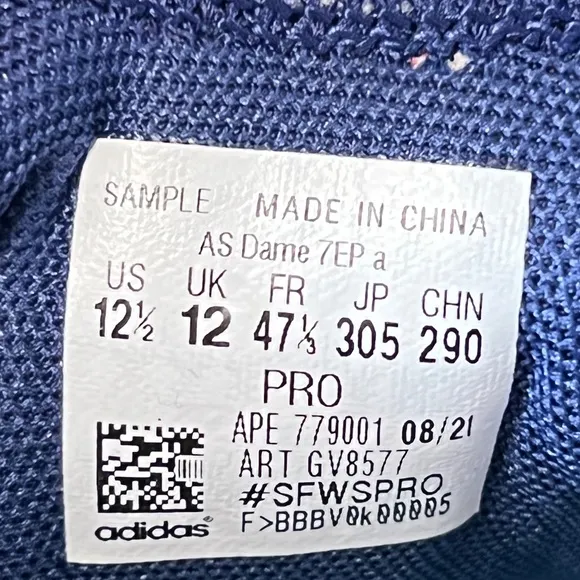 SAMPLE MADE IN CHINA
AS Dame 7EP a
US UK FR JP CHN
12½ 12 47⅓ 305 290
PRO
APE 779001 08/21
ART GV8577
#SFWSPRO
F>BBBV0k00005
adidas®